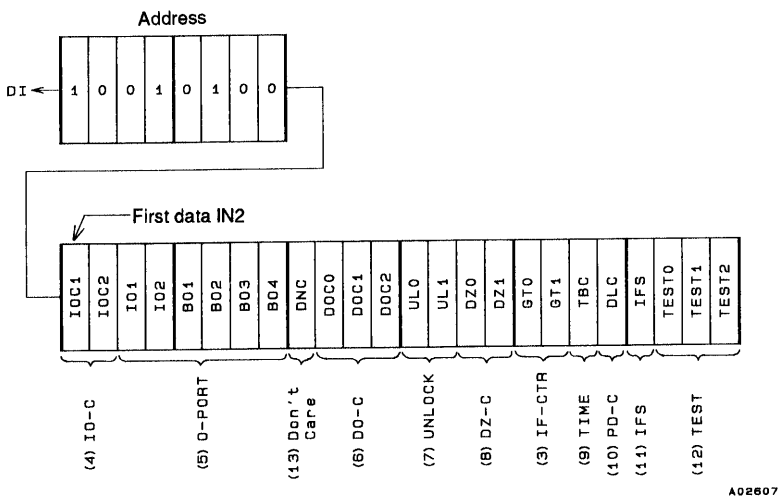 Address
DI
1 0 0 1 0 1 0 0
First data IN2
IOC1 IOC2 IO1 IO2 BO1 BO2 BO3 BO4 DNC DOC0 DOC1 DOC2 UL0 UL1 DZ0 DZ1 GT0 GT1 TBC DLC IFS TEST0 TEST1 TEST2
(4) IO-C
(5) O-PORT
(13) Don't
Care
(6) DO-C
(7) UNLOCK
(8) DZ-C
(3) IF-CTR
(9) TIME
(10) PD-C
(11) IFS
(12) TEST
A02607